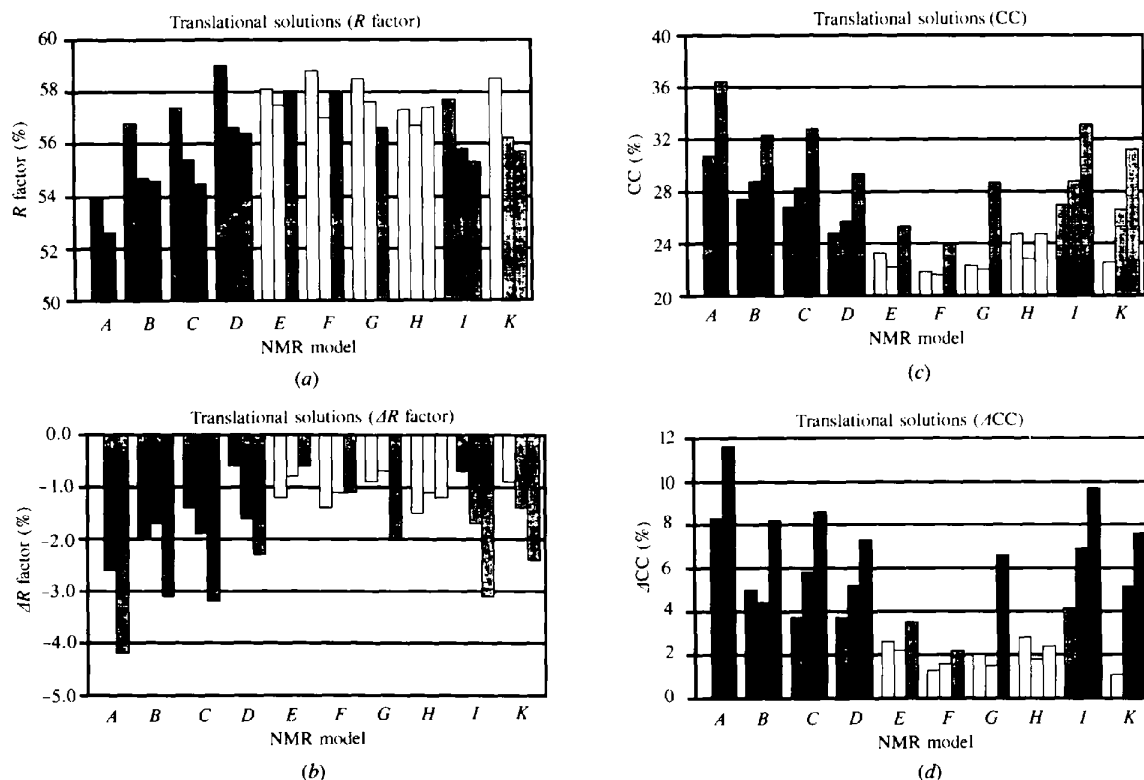 Translational solutions (R factor)
60
58
56
54
52
50
R factor (%)
A B C D E F G H I K
NMR model
(a)
Translational solutions (ΔR factor)
0.0
-1.0
-2.0
-3.0
-4.0
-5.0
ΔR factor (%)
A B C D E F G H I K
NMR model
(b)
Translational solutions (CC)
40
36
32
28
24
20
CC (%)
A B C D E F G H I K
NMR model
(c)
Translational solutions (ΔCC)
12
10
8
6
4
2
0
ΔCC (%)
A B C D E F G H I K
NMR model
(d)